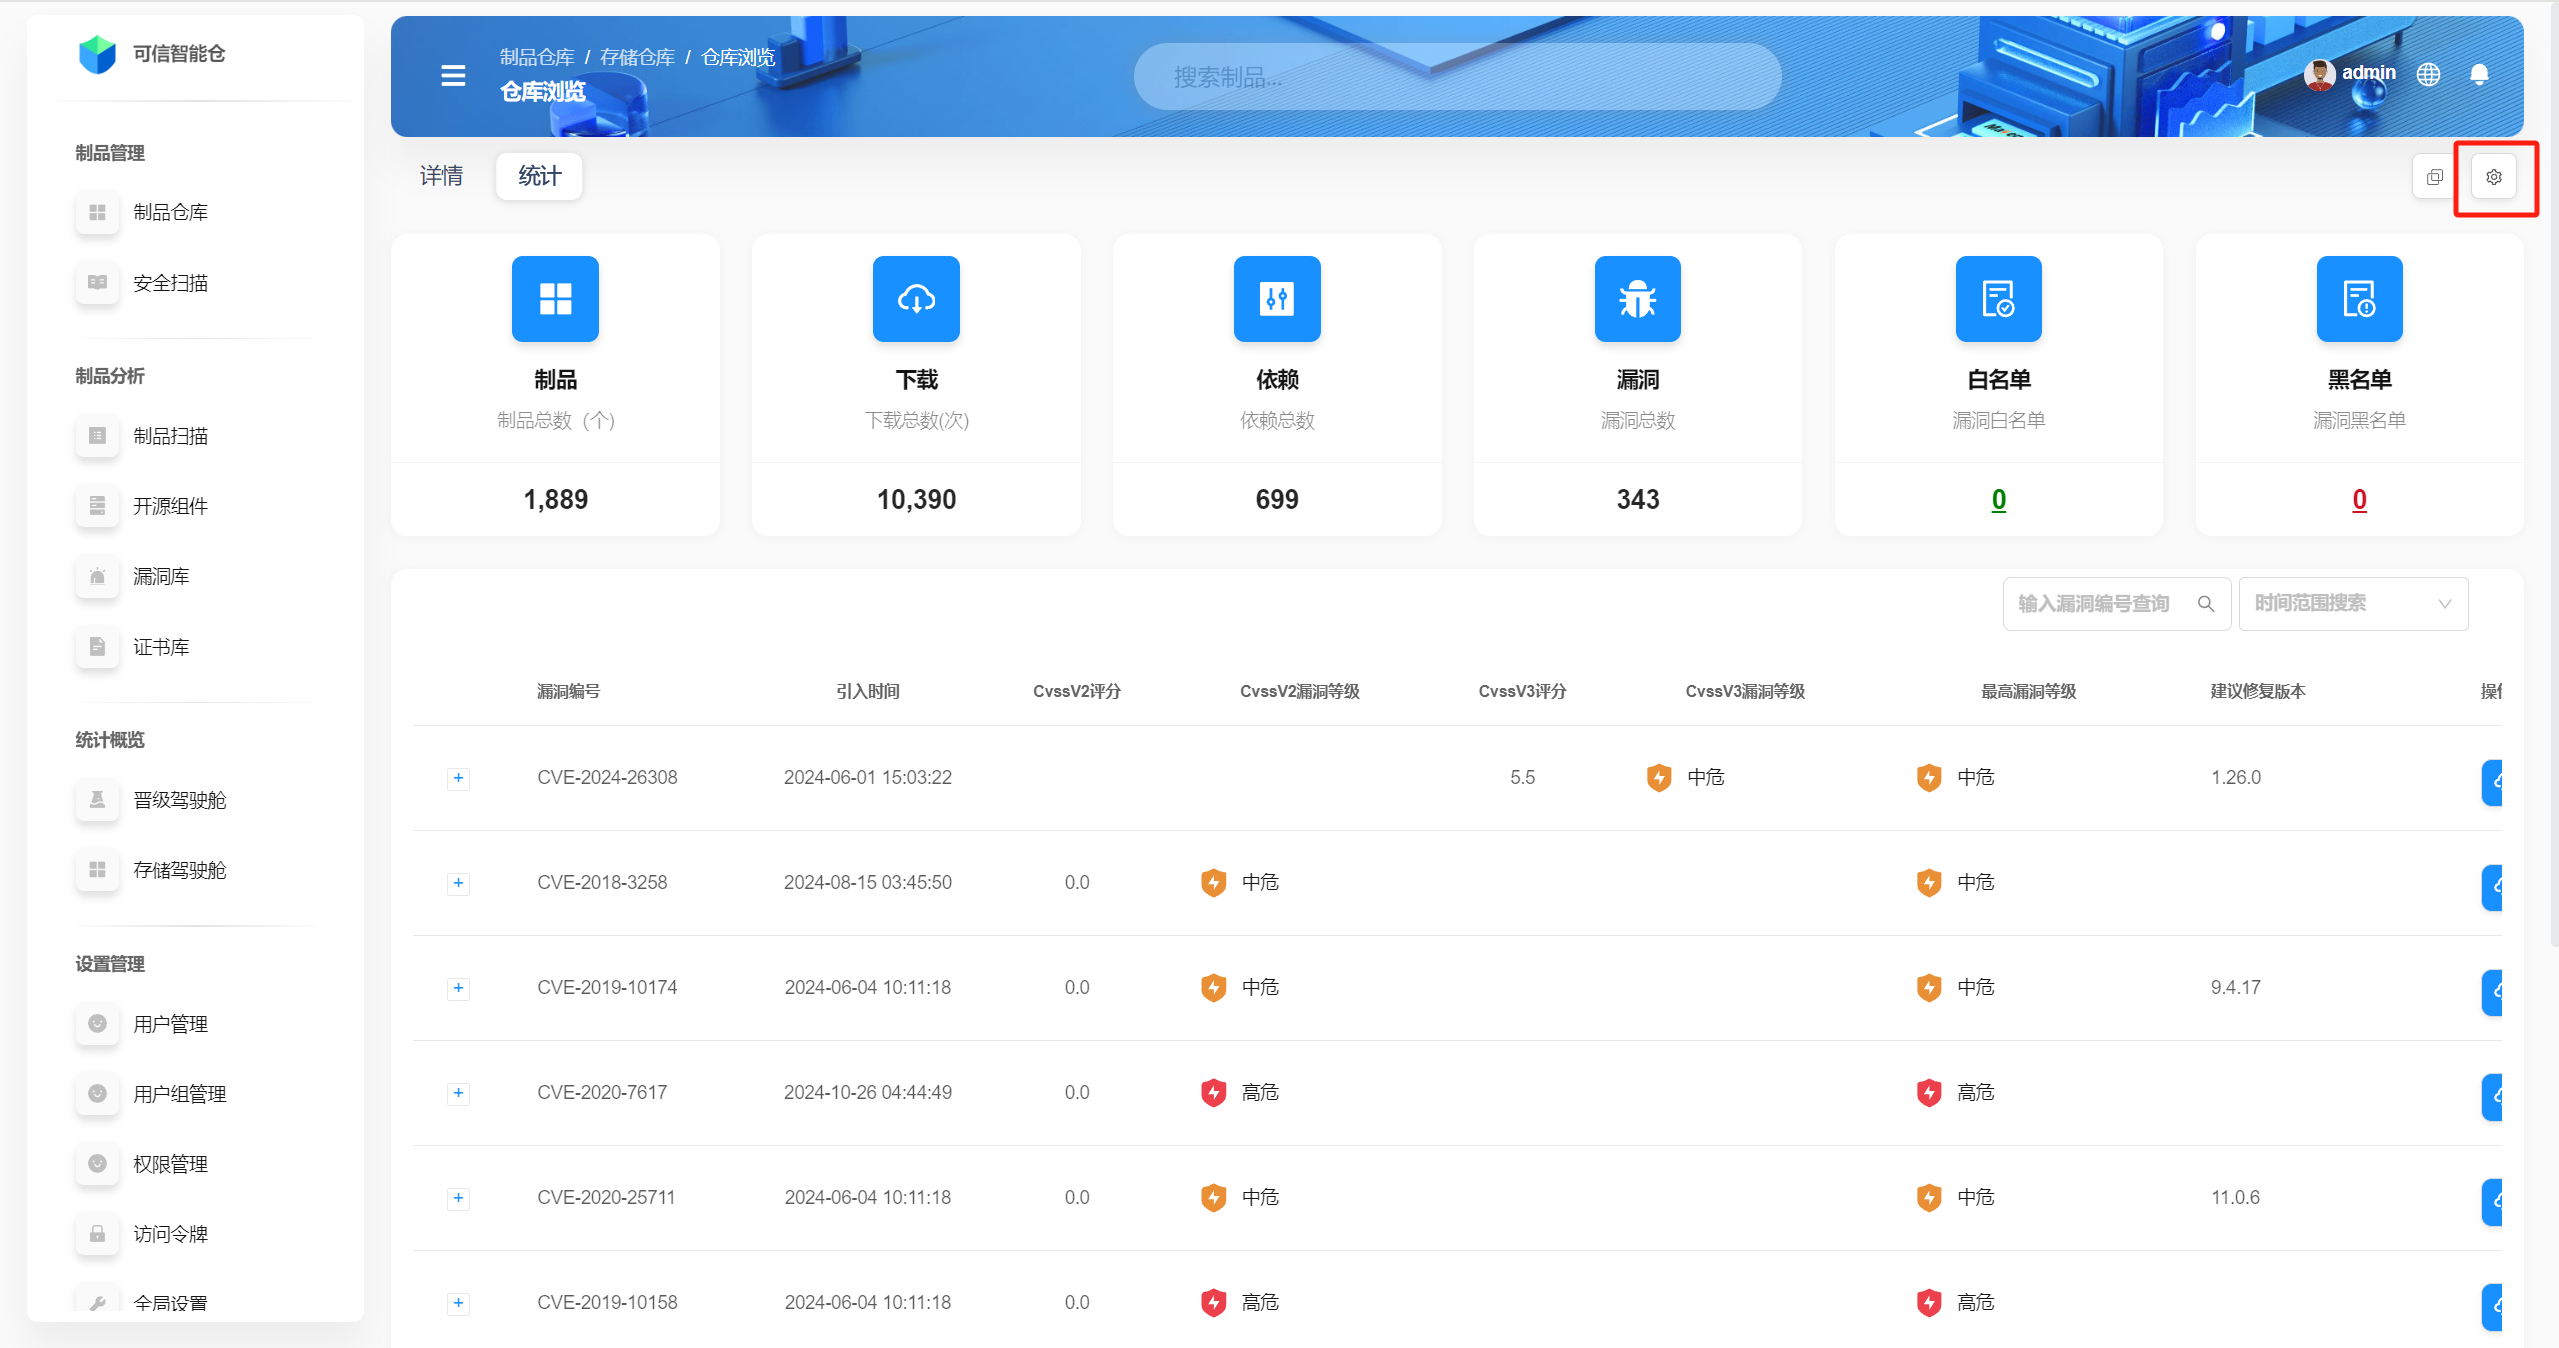 可信智能仓
制品管理
制品仓库
安全扫描
制品分析
制品扫描
开源组件
漏洞库
证书库
统计概览
晋级驾驶舱
存储驾驶舱
设置管理
用户管理
用户组管理
权限管理
访问令牌
全局设置
制品仓库 / 存储仓库 / 仓库浏览
仓库浏览
搜索制品...
admin
详情 统计
制品
制品总数（个）
1,889
下载
下载总数(次)
10,390
依赖
依赖总数
699
漏洞
漏洞总数
343
白名单
漏洞白名单
0
黑名单
漏洞黑名单
0
输入漏洞编号查询 时间范围搜索
漏洞编号 引入时间 CvssV2评分 CvssV2漏洞等级 CvssV3评分 CvssV3漏洞等级 最高漏洞等级 建议修复版本 操作
+ CVE-2024-26308 2024-06-01 15:03:22 5.5 中危 中危 1.26.0
+ CVE-2018-3258 2024-08-15 03:45:50 0.0 中危 中危
+ CVE-2019-10174 2024-06-04 10:11:18 0.0 中危 中危 9.4.17
+ CVE-2020-7617 2024-10-26 04:44:49 0.0 高危 高危
+ CVE-2020-25711 2024-06-04 10:11:18 0.0 中危 中危 11.0.6
+ CVE-2019-10158 2024-06-04 10:11:18 0.0 高危 高危